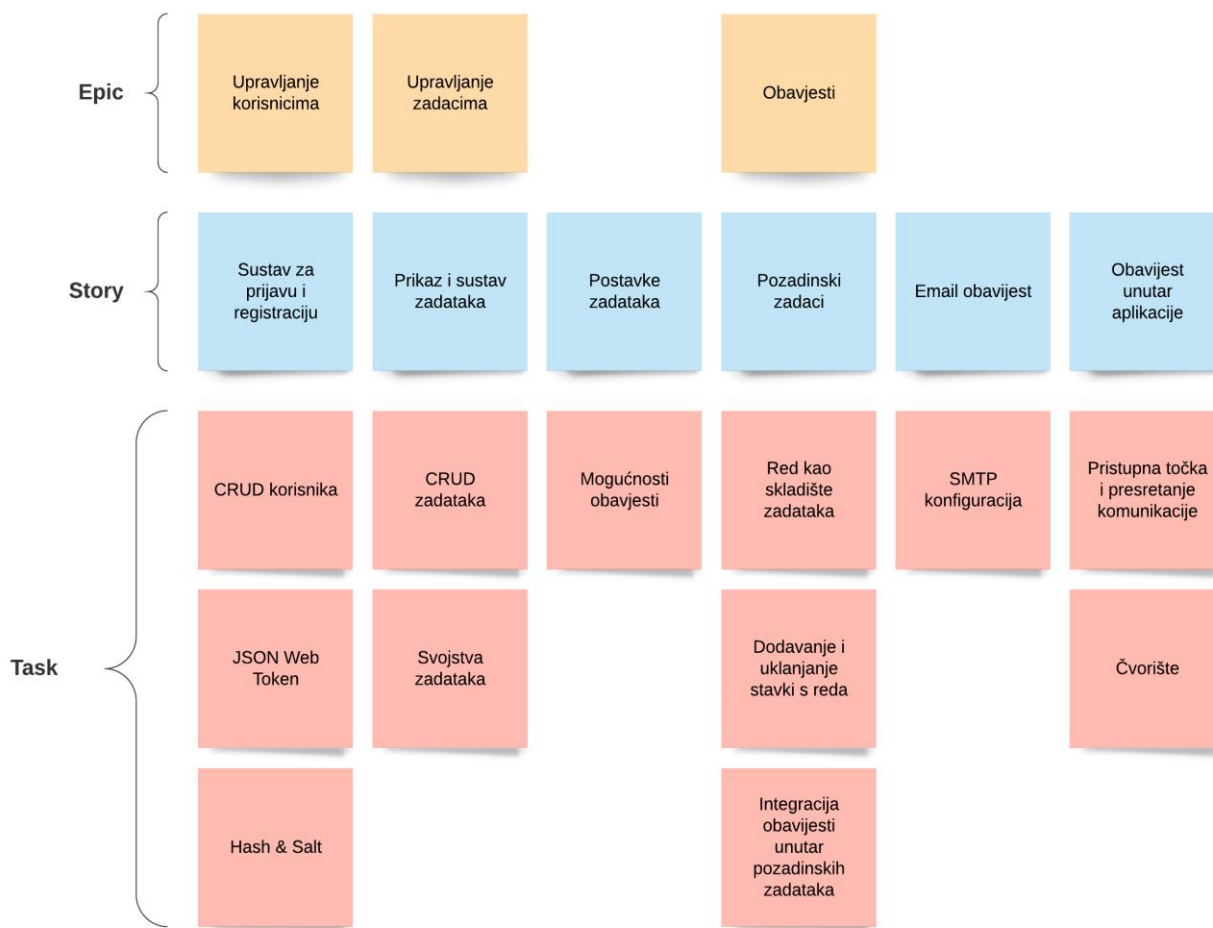 Epic
Upravljanje
korisnicima
Upravljanje
zadacima
Obavjesti
Story
Sustav za
prijavu i
registraciju
Prikaz i sustav
zadataka
Postavke
zadataka
Pozadinski
zadaci
Email obavijest
Obavijest
unutar
aplikacije
Task
CRUD korisnika
CRUD
zadataka
Mogućnosti
obavjesti
Red kao
skladište
zadataka
SMTP
konfiguracija
Pristupna točka
i presretanje
komunikacije
JSON Web
Token
Svojstva
zadataka
Dodavanje i
uklanjanje
stavki s reda
Čvorište
Hash & Salt
Integracija
obavijesti
unutar
pozadinskih
zadataka